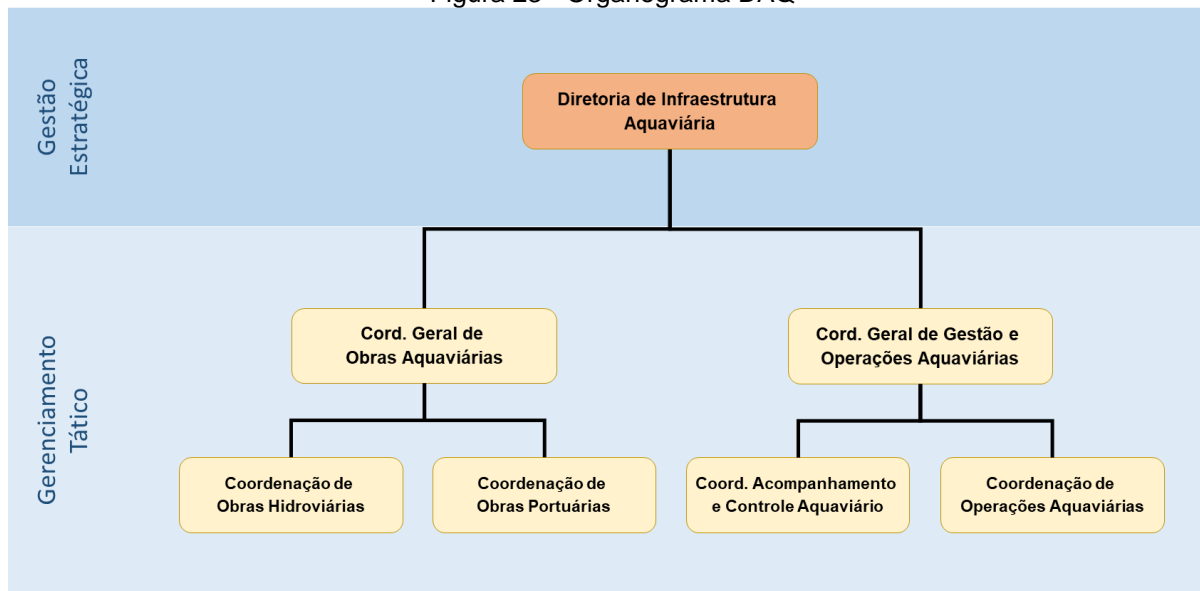 Organograma DAQ
Gestão
Estratégica
Diretoria de Infraestrutura
Aquaviária
Gerenciamento
Tático
Cord. Geral de
Obras Aquaviárias
Cord. Geral de Gestão e
Operações Aquaviárias
Coordenação de
Obras Hidroviárias
Coordenação de
Obras Portuárias
Coord. Acompanhamento
e Controle Aquaviário
Coordenação de
Operações Aquaviárias